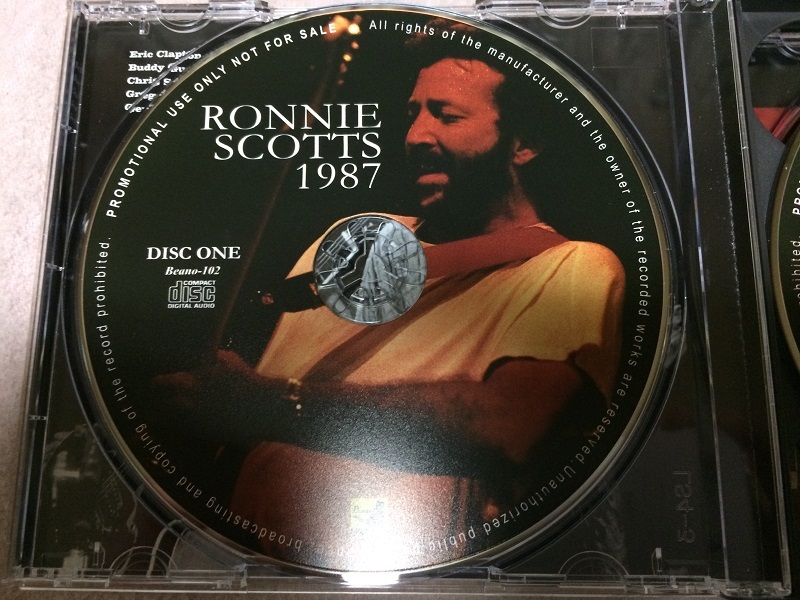 Eric Clapton
Buddy
Chris
RONNIE
SCOTTS
1987
DISC ONE
Beano-102
COMPACT
disc
DIGITAL AUDIO
PROMOTIONAL USE ONLY NOT FOR SALE
All rights of the manufacturer and the owner of the recorded works are reserved. Unauthorized public
broadcasting and copying of the record prohibited.